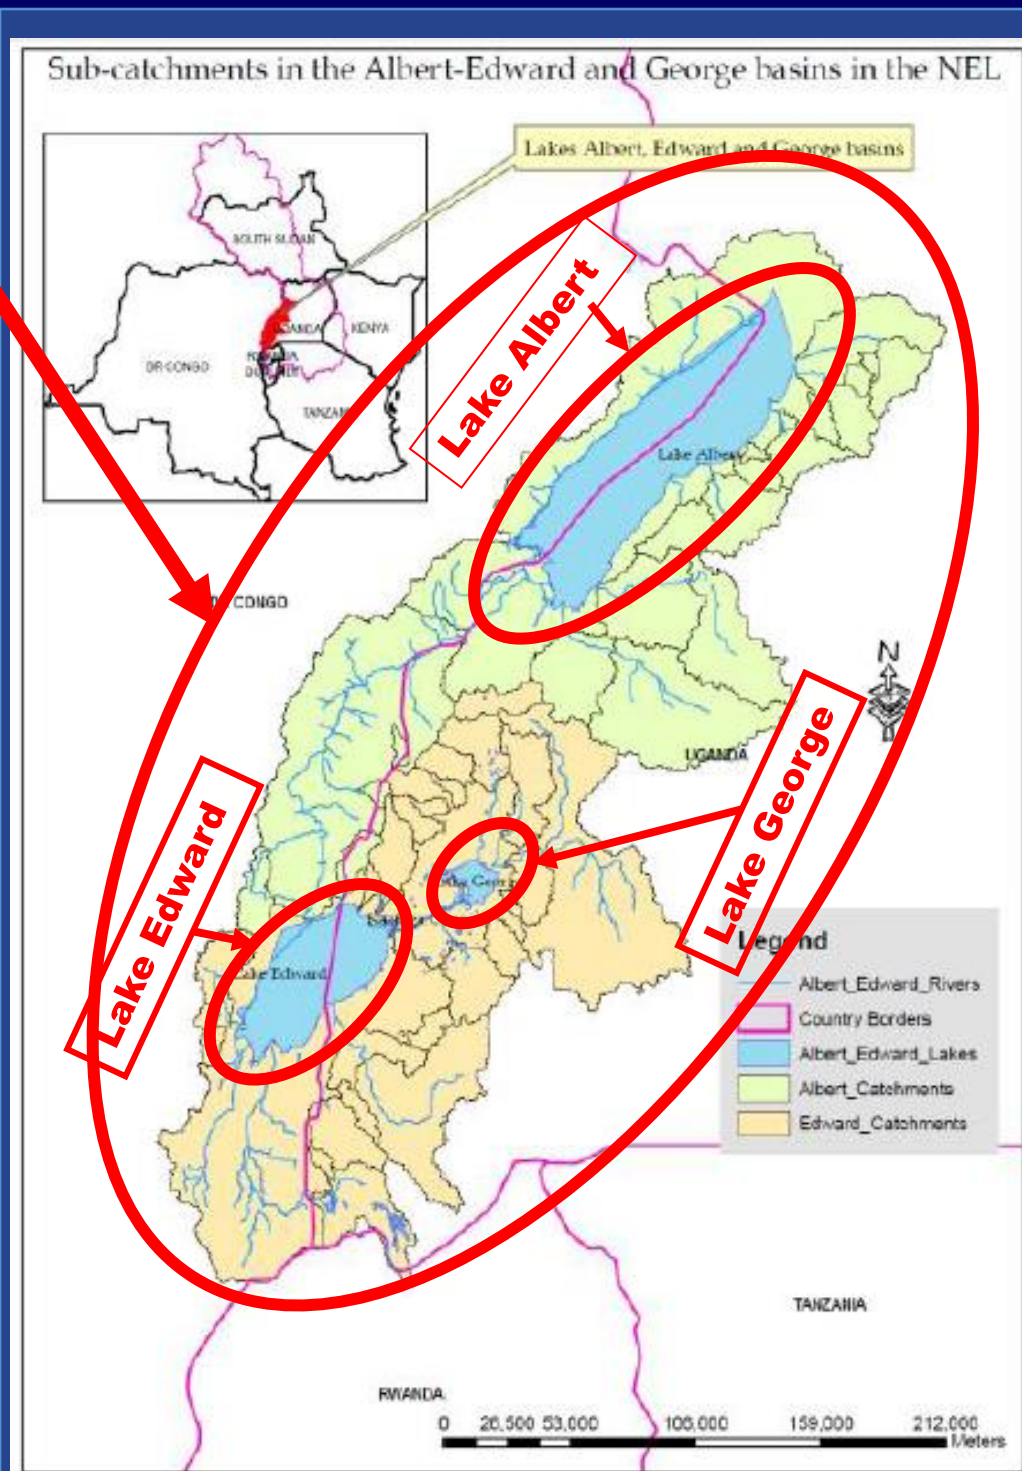 Sub-catchments in the Albert-Edward and George basins in the NEL
Lakes Albert, Edward and George basins
SOUTH SUDAN
UGANDA
KENYA
DR CONGO
TANZANIA
Lake Albert
Lake Albert
CONGO
N
UGANDA
Lake George
Lake George
Lake Edward
Lake Edward
Legend
Albert_Edward_Rivers
Country Borders
Albert_Edward_Lakes
Albert_Catchments
Edward_Catchments
TANZANIA
RWANDA
0 26,500 53,000 106,000 159,000 212,000
Meters